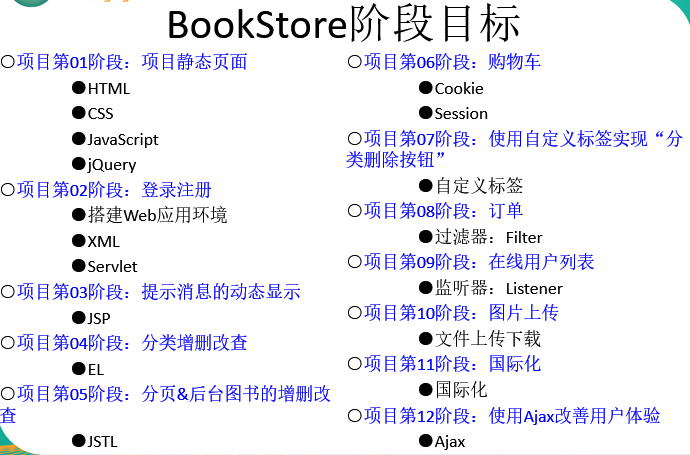 BookStore阶段目标
○项目第01阶段：项目静态页面
●HTML
●CSS
●JavaScript
●jQuery
○项目第02阶段：登录注册
●搭建Web应用环境
●XML
●Servlet
○项目第03阶段：提示消息的动态显示
●JSP
○项目第04阶段：分类增删改查
●EL
○项目第05阶段：分页&后台图书的增删改
查
●JSTL
○项目第06阶段：购物车
●Cookie
●Session
○项目第07阶段：使用自定义标签实现“分
类删除按钮”
●自定义标签
○项目第08阶段：订单
●过滤器：Filter
○项目第09阶段：在线用户列表
●监听器：Listener
○项目第10阶段：图片上传
●文件上传下载
○项目第11阶段：国际化
●国际化
○项目第12阶段：使用Ajax改善用户体验
●Ajax